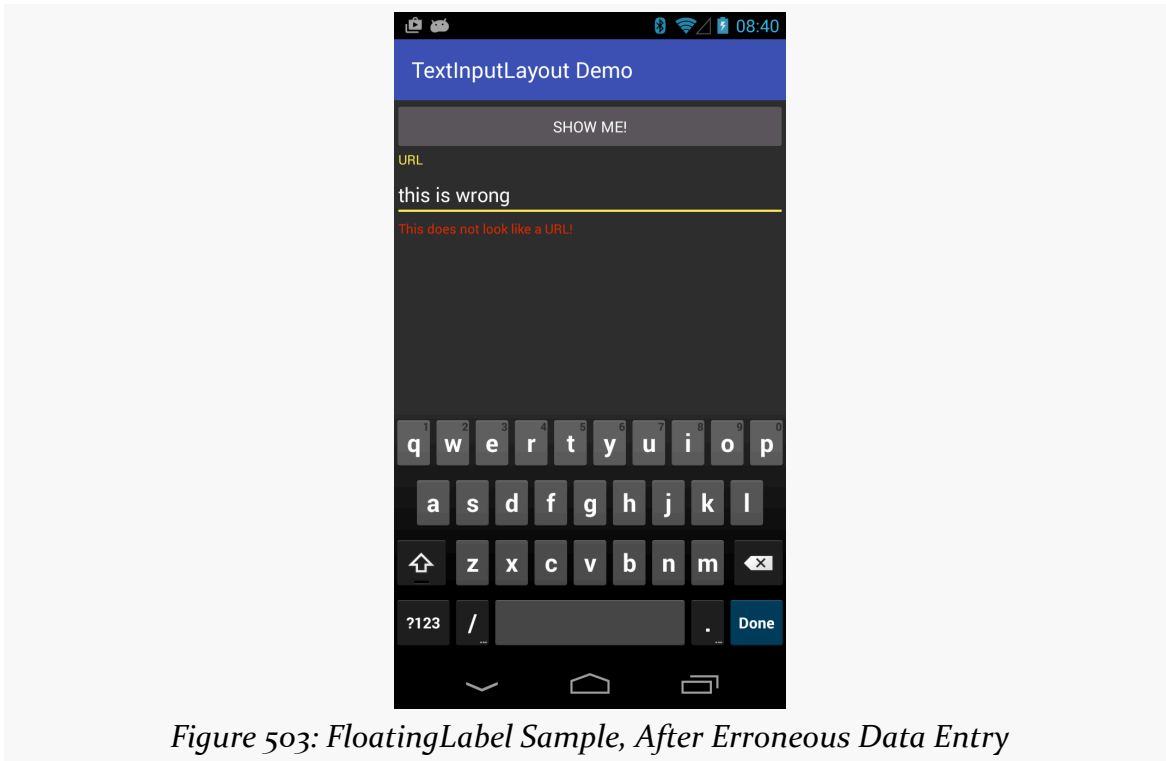 08:40
TextInputLayout Demo
SHOW ME!
URL
this is wrong
This does not look like a URL!
1 2 3 4 5 6 7 8 9 0
q w e r t y u i o p
a s d f g h j k l
z x c v b n m
?123 / ... . ... Done
Figure 503: FloatingLabel Sample, After Erroneous Data Entry